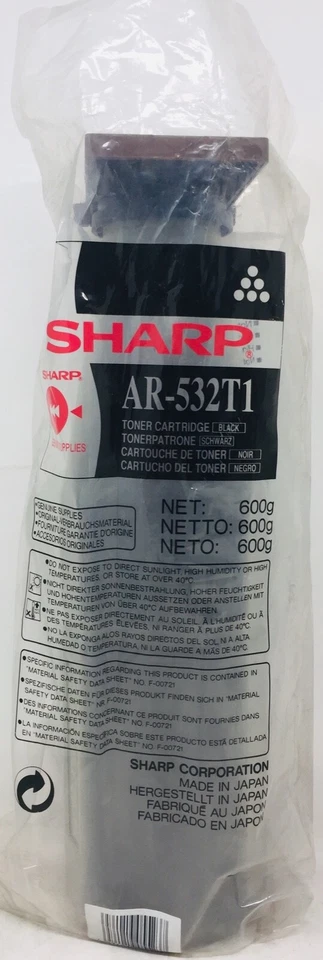 SHARP
SHARP
SUPPLIES
AR-532T1
TONER CARTRIDGE BLACK
TONERPATRONE SCHWARZ
CARTOUCHE DE TONER NOIR
CARTUCHO DEL TONER NEGRO
•GENUINE SUPPLIES
•ORIGINAL-VERBRAUCHSMATERIAL
•FOURNITURE GARANTIE D'ORIGINE
•ACCESORIOS ORIGINALES
NET: 600g
NETTO: 600g
NETO: 600g
•DO NOT EXPOSE TO DIRECT SUNLIGHT, HIGH HUMIDITY OR HIGH
TEMPERATURES, OR STORE AT OVER 40°C
•NICHT DIREKTER SONNENBESTRAHLUNG, HOHER FEUCHTIGKEIT
UND HOHEN TEMPERATUREN AUSSETZEN ODER ANSTELLEN MIT
TEMPERATUREN VON ÜBER 40°C AUFBEWAHREN.
•NE PAS EXPOSER DIRECTEMENT AU SOLEIL, À L'HUMIDITÉ OU À
DES TEMPÉRATURES ÉLEVÉES. NI RANGER À PLUS DE 40°C
•NO LA EXPONGA A LOS RAYOS DIRECTOS DEL SOL, NI A ALTA
HUMEDAD O TEMPERATURA, NI LA GUARDE A MÁS DE 40°C
•SPECIFIC INFORMATION REGARDING THIS PRODUCT IS CONTAINED IN
"MATERIAL SAFETY DATA SHEET" NR F-00721
•SPEZIFISCHE DATEN FÜR DIESES PRODUKT FINDEN SICH IN "MATERIAL
SAFETY DATA SHEET" NR F-00721
•DES INFORMATIONS CONCERNANT CE PRODUIT SONT FOURNIES DANS
"MATERIAL SAFETY DATA SHEET" NO. F-00721
•LA INFORMACIÓN ESPECÍFICA SOBRE ESTE PRODUCTO ESTÁ DETALLADA
EN "MATERIAL SAFETY DATA SHEET" NO. F-00721
SHARP CORPORATION
MADE IN JAPAN
HERGESTELLT IN JAPAN
FABRIQUÉ AU JAPON
FABRICADO EN JAPON